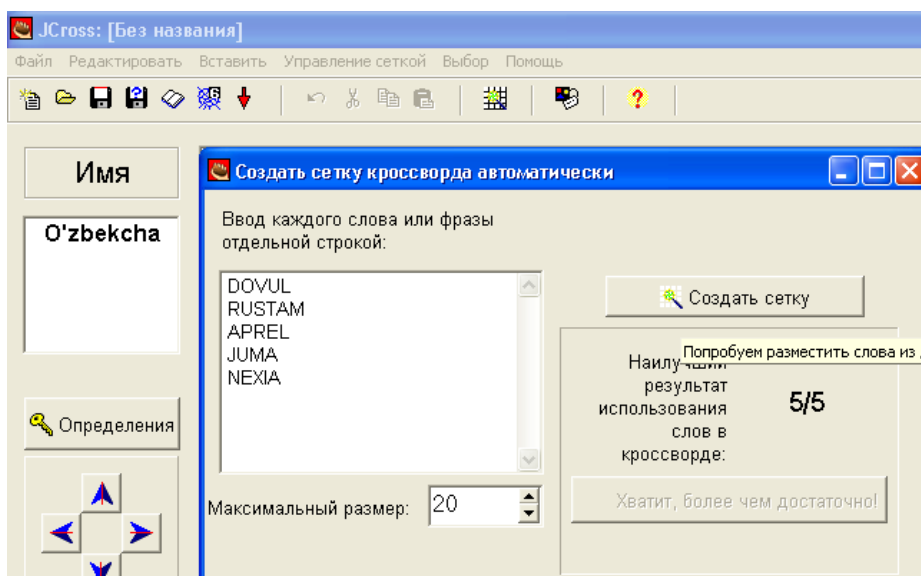 JCross: [Без названия]
Файл Редактировать Вставить Управление сеткой Выбор Помощь
Имя
O'zbekcha
Определения
Создать сетку кроссворда автоматически
Ввод каждого слова или фразы
отдельной строкой:
DOVUL
RUSTAM
APREL
JUMA
NEXIA
Максимальный размер: 20
Создать сетку
Попробуем разместить слова из
Наилучший
результат
использования
слов в
кроссворде:
5/5
Хватит, более чем достаточно!